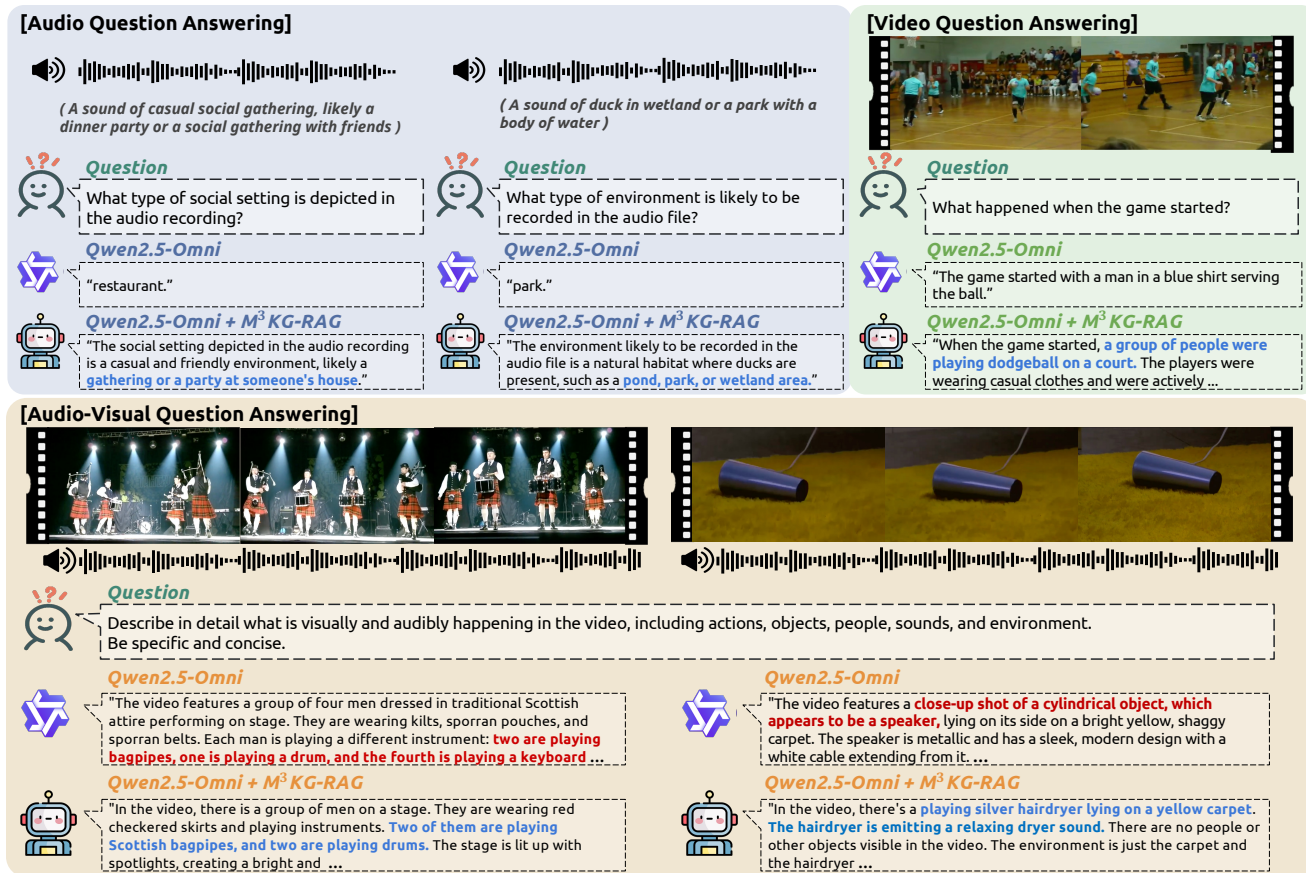 [Audio Question Answering]
( A sound of casual social gathering, likely a
dinner party or a social gathering with friends )
Question
What type of social setting is depicted in
the audio recording?
Qwen2.5-Omni
“restaurant.”
Qwen2.5-Omni + M³ KG-RAG
“The social setting depicted in the audio recording
is a casual and friendly environment, likely a
gathering or a party at someone's house.”
( A sound of duck in wetland or a park with a
body of water )
Question
What type of environment is likely to be
recorded in the audio file?
Qwen2.5-Omni
“park.”
Qwen2.5-Omni + M³ KG-RAG
"The environment likely to be recorded in the
audio file is a natural habitat where ducks are
present, such as a pond, park, or wetland area.”
[Video Question Answering]
Question
What happened when the game started?
Qwen2.5-Omni
“The game started with a man in a blue shirt serving
the ball.”
Qwen2.5-Omni + M³ KG-RAG
“When the game started, a group of people were
playing dodgeball on a court. The players were
wearing casual clothes and were actively ...
[Audio-Visual Question Answering]
Question
Describe in detail what is visually and audibly happening in the video, including actions, objects, people, sounds, and environment.
Be specific and concise.
Qwen2.5-Omni
"The video features a group of four men dressed in traditional Scottish
attire performing on stage. They are wearing kilts, sporran pouches, and
sporran belts. Each man is playing a different instrument: two are playing
bagpipes, one is playing a drum, and the fourth is playing a keyboard ...
Qwen2.5-Omni + M³ KG-RAG
"In the video, there is a group of men on a stage. They are wearing red
checkered skirts and playing instruments. Two of them are playing
Scottish bagpipes, and two are playing drums. The stage is lit up with
spotlights, creating a bright and ...
Qwen2.5-Omni
"The video features a close-up shot of a cylindrical object, which
appears to be a speaker, lying on its side on a bright yellow, shaggy
carpet. The speaker is metallic and has a sleek, modern design with a
white cable extending from it. ...
Qwen2.5-Omni + M³ KG-RAG
"In the video, there's a playing silver hairdryer lying on a yellow carpet.
The hairdryer is emitting a relaxing dryer sound. There are no people or
other objects visible in the video. The environment is just the carpet and
the hairdryer ...